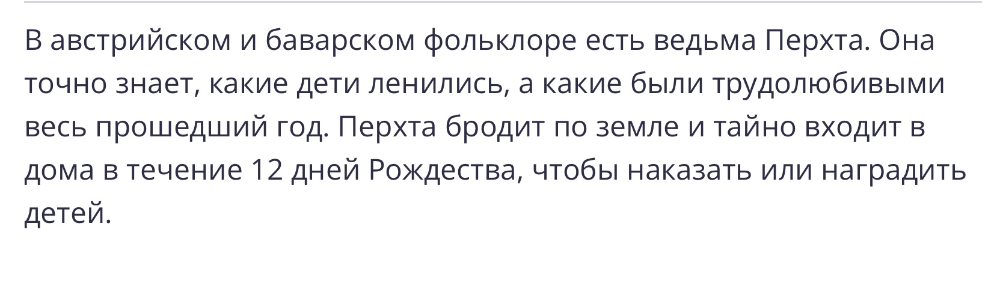 В австрийском и баварском фольклоре есть ведьма Перхта. Она
точно знает, какие дети ленились, а какие были трудолюбивыми
весь прошедший год. Перхта бродит по земле и тайно входит в
дома в течение 12 дней Рождества, чтобы наказать или наградить
детей.